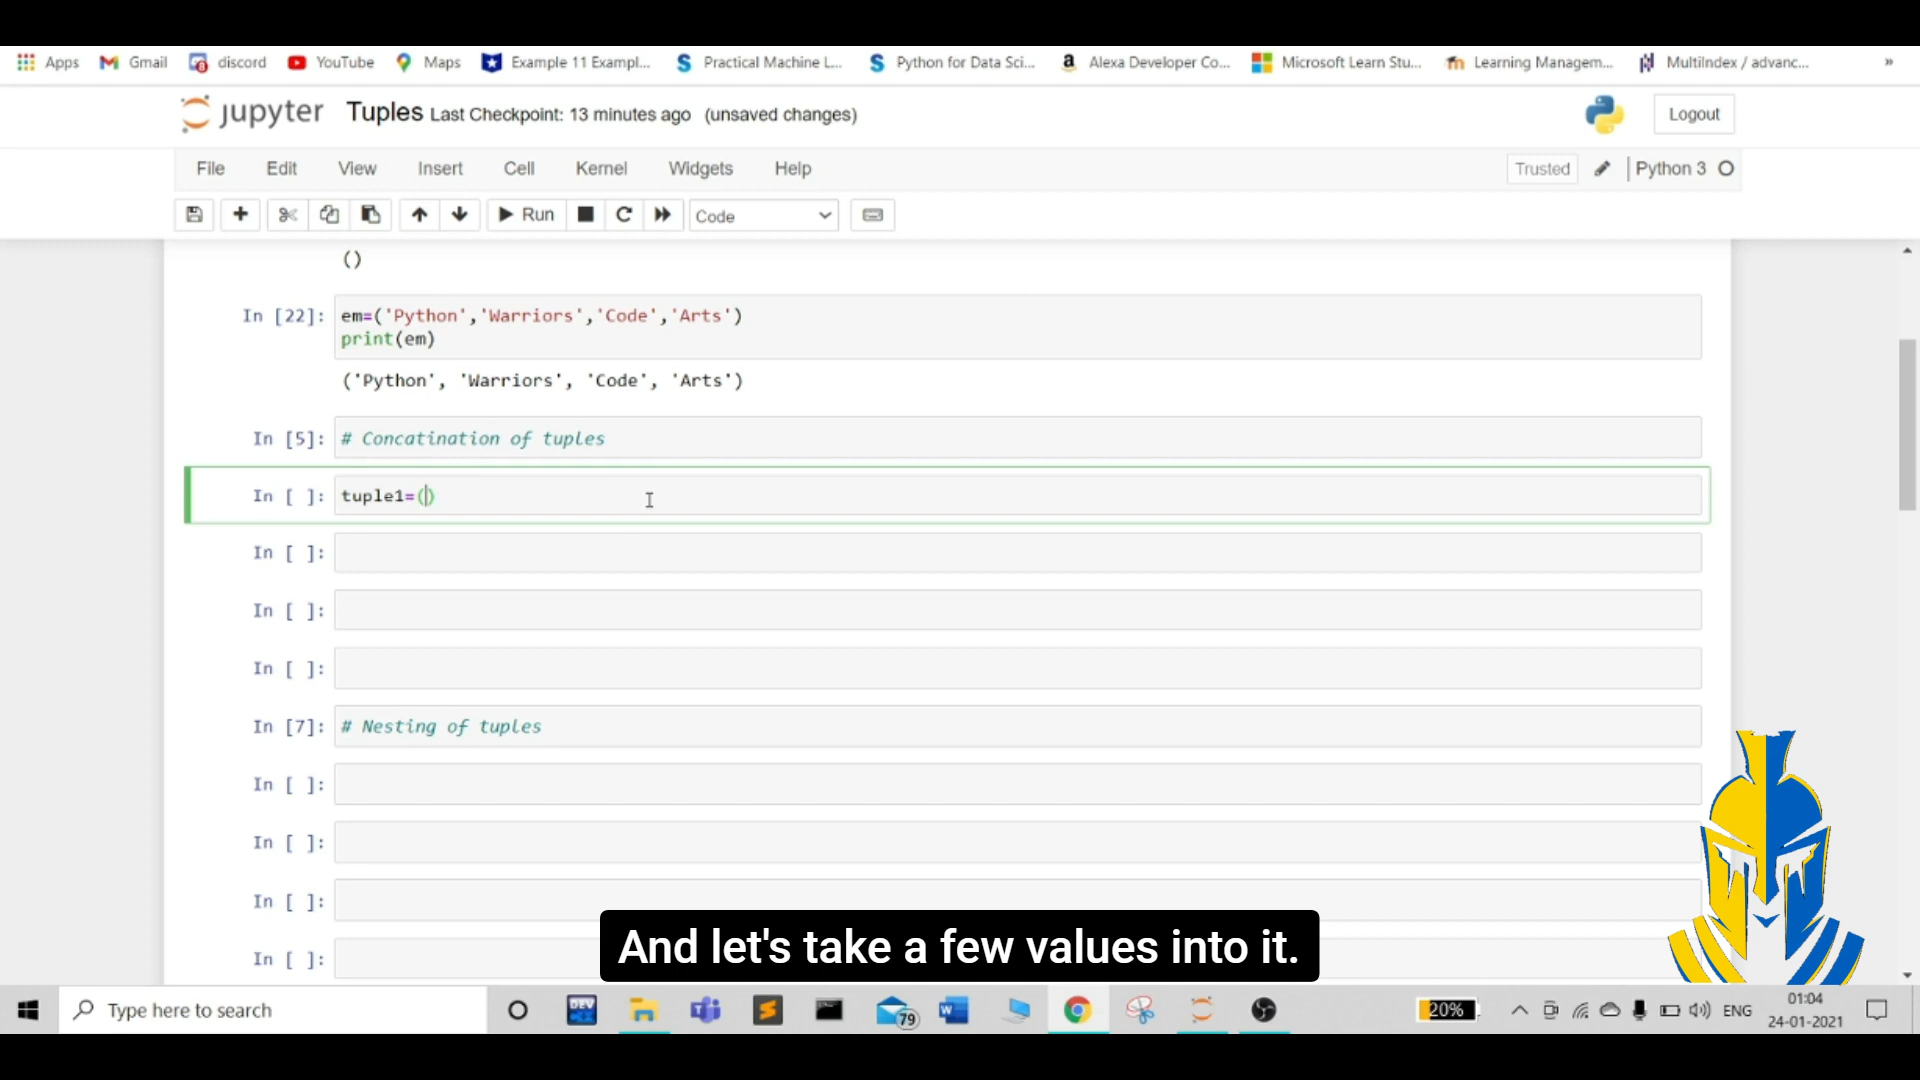 Apps Gmail discord YouTube Maps Example 11 Exampl... Practical Machine L... Python for Data Sci... Alexa Developer Co... Microsoft Learn Stu... Learning Managem... MultiIndex / advanc... »
jupyter Tuples Last Checkpoint: 13 minutes ago (unsaved changes) Logout
File Edit View Insert Cell Kernel Widgets Help Trusted Python 3
Run Code
()
In [22]: em=('Python','Warriors','Code','Arts')
print(em)
('Python', 'Warriors', 'Code', 'Arts')
In [5]: # Concatination of tuples
In [ ]: tuple1=()
In [ ]:
In [ ]:
In [ ]:
In [7]: # Nesting of tuples
In [ ]:
In [ ]:
In [ ]:
In [ ]:
And let's take a few values into it.
Type here to search DEV 79 20% ENG 01:04
24-01-2021